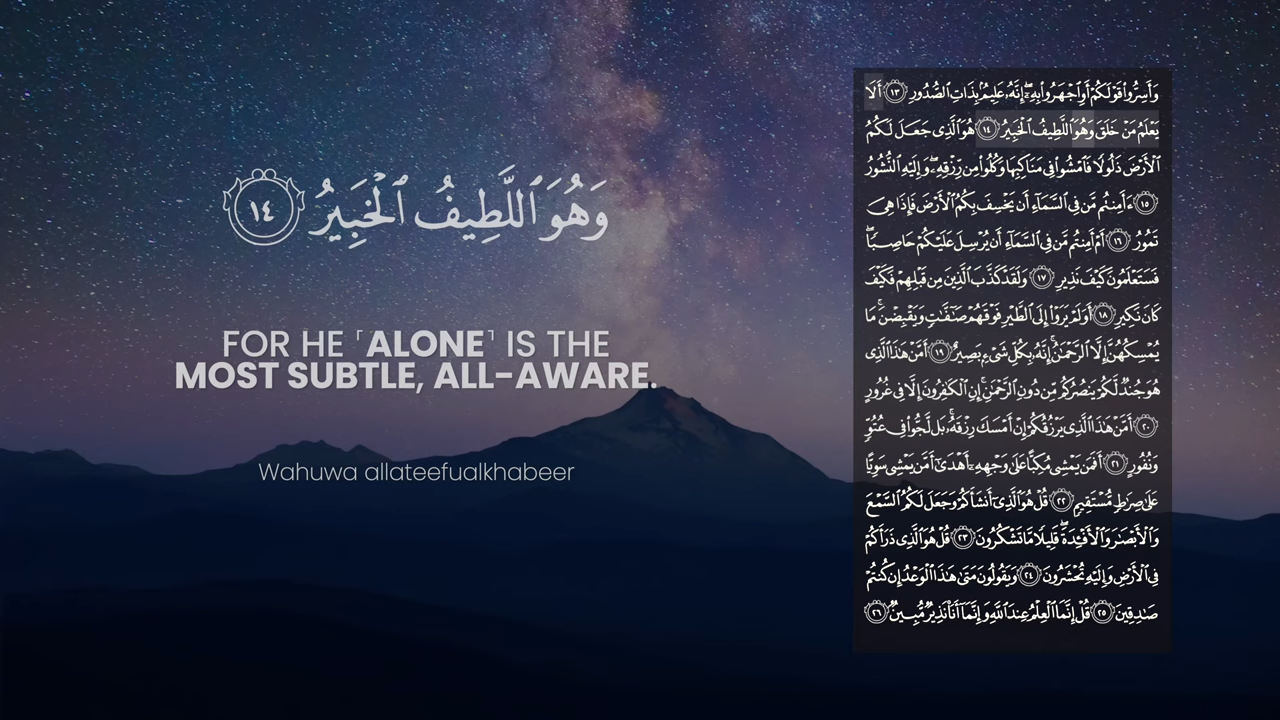 وَهُوَ ٱللَّطِيفُ ٱلْخَبِيرُ ١٤
FOR HE ⸢ALONE⸣ IS THE
MOST SUBTLE, ALL-AWARE.
Wahuwa allateefualkhabeer
وَأَسِرُّوا۟ قَوْلَكُمْ أَوِ ٱجْهَرُوا۟ بِهِۦٓ ۖ إِنَّهُۥ عَلِيمٌۢ بِذَاتِ ٱلصُّدُورِ ١٣ أَلَا
يَعْلَمُ مَنْ خَلَقَ وَهُوَ ٱللَّطِيفُ ٱلْخَبِيرُ ١٤ هُوَ ٱلَّذِى جَعَلَ لَكُمُ
ٱلْأَرْضَ ذَلُولًا فَٱمْشُوا۟ فِى مَنَاكِبِهَا وَكُلُوا۟ مِن رِّزْقِهِۦ ۖ وَإِلَيْهِ ٱلنُّشُورُ
١٥ ءَأَمِنتُم مَّن فِى ٱلسَّمَآءِ أَن يَخْسِفَ بِكُمُ ٱلْأَرْضَ فَإِذَا هِىَ
تَمُورُ ١٦ أَمْ أَمِنتُم مَّن فِى ٱلسَّمَآءِ أَن يُرْسِلَ عَلَيْكُمْ حَاصِبًا ۖ
فَسَتَعْلَمُونَ كَيْفَ نَذِيرِ ١٧ وَلَقَدْ كَذَّبَ ٱلَّذِينَ مِن قَبْلِهِمْ فَكَيْفَ
كَانَ نَكِيرِ ١٨ أَوَلَمْ يَرَوْا۟ إِلَى ٱلطَّيْرِ فَوْقَهُمْ صَٰٓفَّٰتٍ وَيَقْبِضْنَ ۚ مَا
يُمْسِكُهُنَّ إِلَّا ٱلرَّحْمَٰنُ ۚ إِنَّهُۥ بِكُلِّ شَىْءٍۭ بَصِيرٌ ١٩ أَمَّنْ هَٰذَا ٱلَّذِى
هُوَ جُندٌ لَّكُمْ يَنصُرُكُم مِّن دُونِ ٱلرَّحْمَٰنِ ۚ إِنِ ٱلْكَٰفِرُونَ إِلَّا فِى غُرُورٍ
٢٠ أَمَّنْ هَٰذَا ٱلَّذِى يَرْزُقُكُمْ إِنْ أَمْسَكَ رِزْقَهُۥ ۚ بَل لَّجُّوا۟ فِى عُتُوٍّ
وَنُفُورٍ ٢١ أَفَمَن يَمْشِى مُكِبًّا عَلَىٰ وَجْهِهِۦٓ أَهْدَىٰٓ أَمَّن يَمْشِى سَوِيًّا
عَلَىٰ صِرَٰطٍ مُّسْتَقِيمٍ ٢٢ قُلْ هُوَ ٱلَّذِىٓ أَنشَأَكُمْ وَجَعَلَ لَكُمُ ٱلسَّمْعَ
وَٱلْأَبْصَٰرَ وَٱلْأَفْـِٔدَةَ ۖ قَلِيلًا مَّا تَشْكُرُونَ ٢٣ قُلْ هُوَ ٱلَّذِى ذَرَأَكُمْ
فِى ٱلْأَرْضِ وَإِلَيْهِ تُحْشَرُونَ ٢٤ وَيَقُولُونَ مَتَىٰ هَٰذَا ٱلْوَعْدُ إِن كُنتُمْ
صَٰدِقِينَ ٢٥ قُلْ إِنَّمَا ٱلْعِلْمُ عِندَ ٱللَّهِ وَإِنَّمَآ أَنَا۠ نَذِيرٌ مُّبِينٌ ٢٦